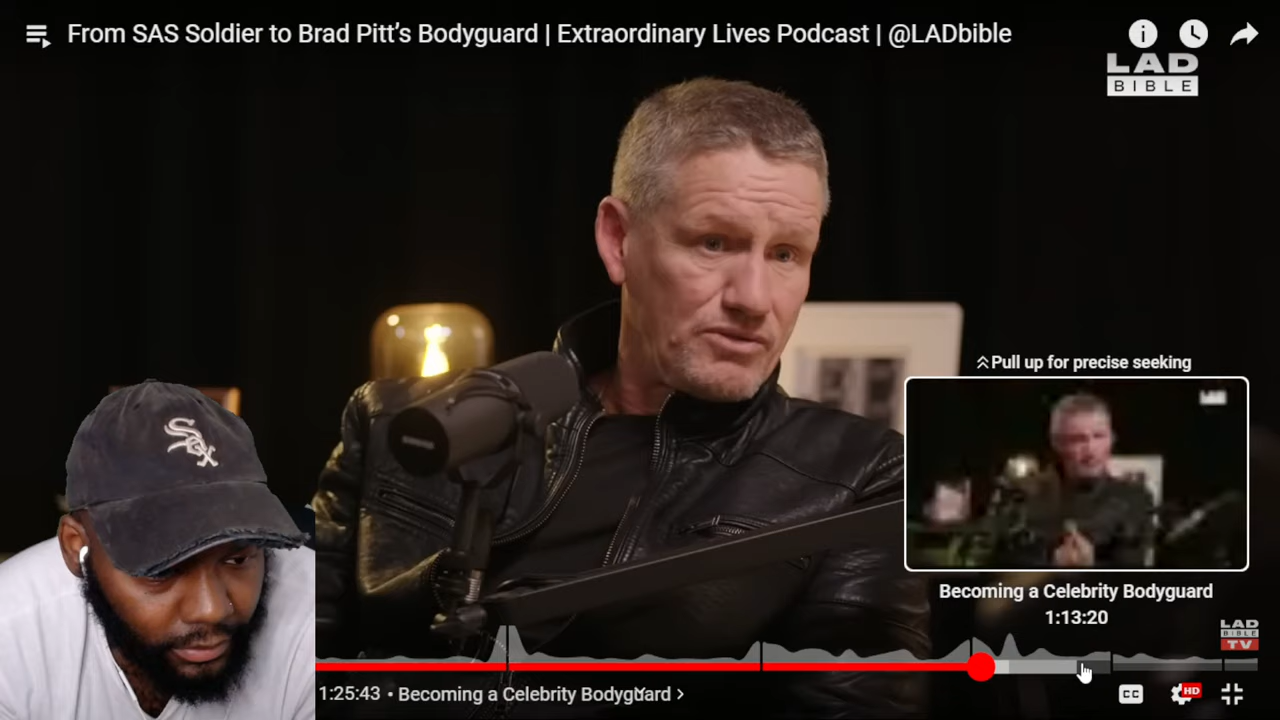 From SAS Soldier to Brad Pitt's Bodyguard | Extraordinary Lives Podcast | @LADbible
LAD
BIBLE
Sox
Pull up for precise seeking
Becoming a Celebrity Bodyguard
1:13:20
LAD
BIBLE
TV
1:25:43 • Becoming a Celebrity Bodyguard
CC
HD